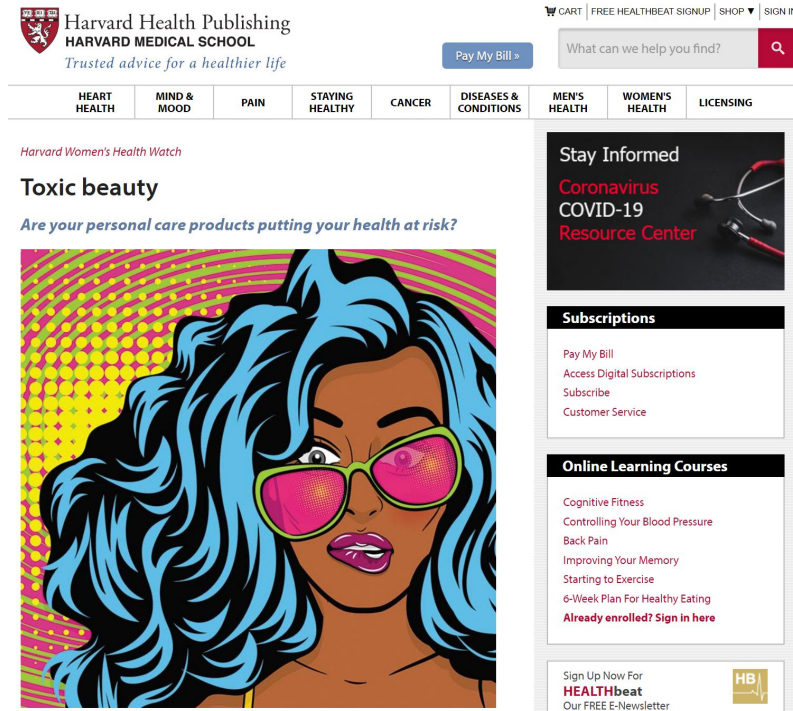 CART FREE HEALTHBEAT SIGNUP SHOP ▼ SIGN IN
Harvard Health Publishing
HARVARD MEDICAL SCHOOL
Trusted advice for a healthier life
Pay My Bill »
What can we help you find?
HEART HEALTH
MIND & MOOD
PAIN
STAYING HEALTHY
CANCER
DISEASES & CONDITIONS
MEN'S HEALTH
WOMEN'S HEALTH
LICENSING
Harvard Women's Health Watch
Toxic beauty
Are your personal care products putting your health at risk?
Stay Informed
Coronavirus
COVID-19
Resource Center
Subscriptions
Pay My Bill
Access Digital Subscriptions
Subscribe
Customer Service
Online Learning Courses
Cognitive Fitness
Controlling Your Blood Pressure
Back Pain
Improving Your Memory
Starting to Exercise
6-Week Plan For Healthy Eating
Already enrolled? Sign in here
Sign Up Now For
HEALTHbeat
Our FREE E-Newsletter
HB